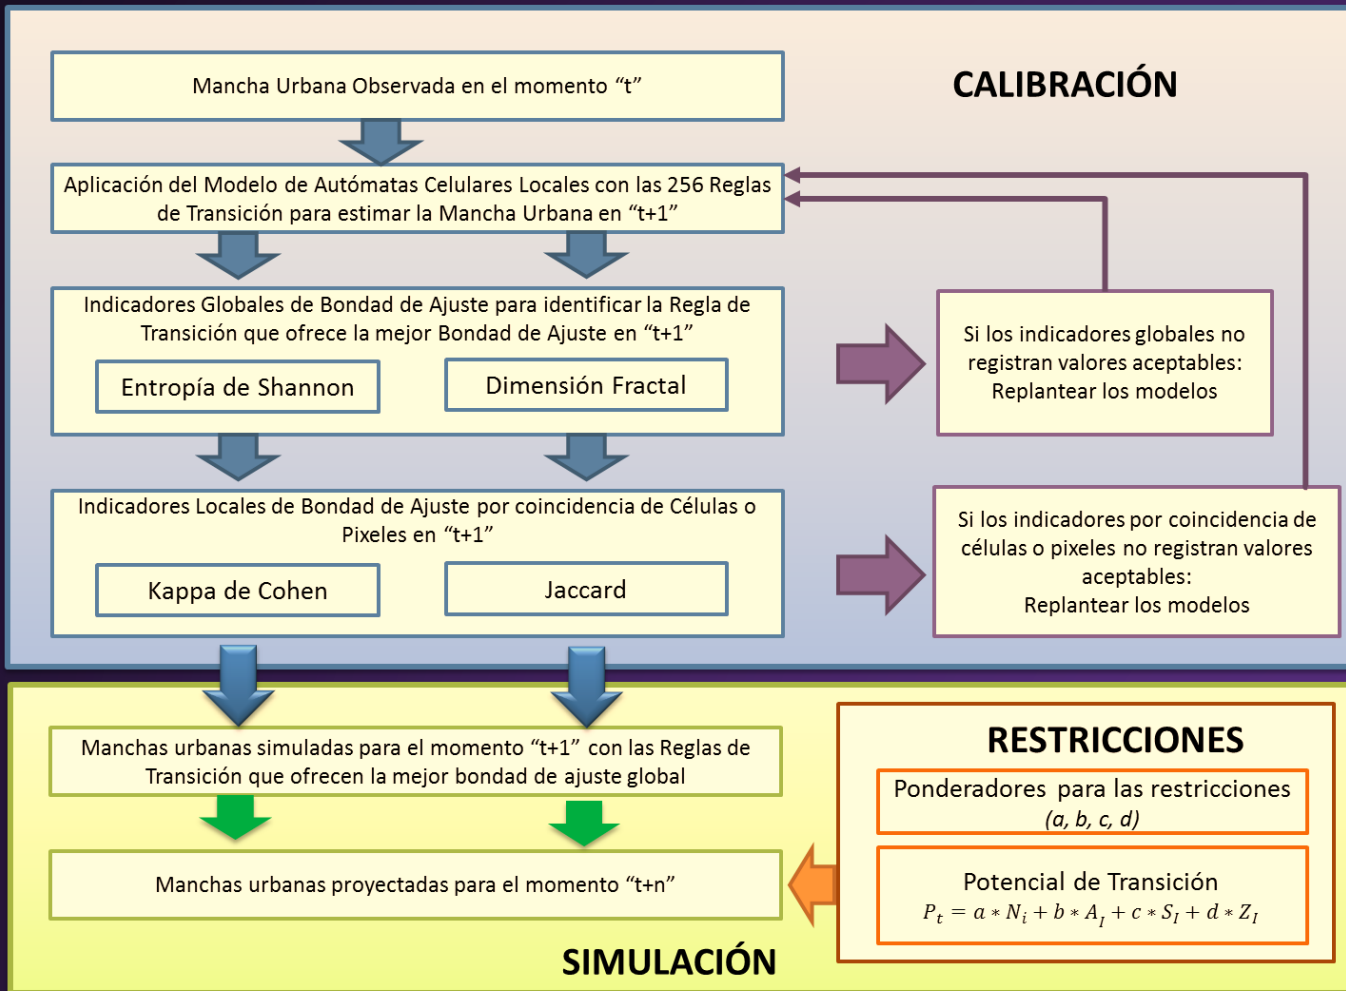 CALIBRACIÓN
Mancha Urbana Observada en el momento “t”
Aplicación del Modelo de Autómatas Celulares Locales con las 256 Reglas
de Transición para estimar la Mancha Urbana en “t+1”
Indicadores Globales de Bondad de Ajuste para identificar la Regla de
Transición que ofrece la mejor Bondad de Ajuste en “t+1”
Entropía de Shannon
Dimensión Fractal
Si los indicadores globales no
registran valores aceptables:
Replantear los modelos
Indicadores Locales de Bondad de Ajuste por coincidencia de Células o
Pixeles en “t+1”
Kappa de Cohen
Jaccard
Si los indicadores por coincidencia de
células o pixeles no registran valores
aceptables:
Replantear los modelos
Manchas urbanas simuladas para el momento “t+1” con las Reglas de
Transición que ofrecen la mejor bondad de ajuste global
Manchas urbanas proyectadas para el momento “t+n”
RESTRICCIONES
Ponderadores para las restricciones
(a, b, c, d)
Potencial de Transición
P_t = a * N_i + b * A_I + c * S_I + d * Z_I
SIMULACIÓN